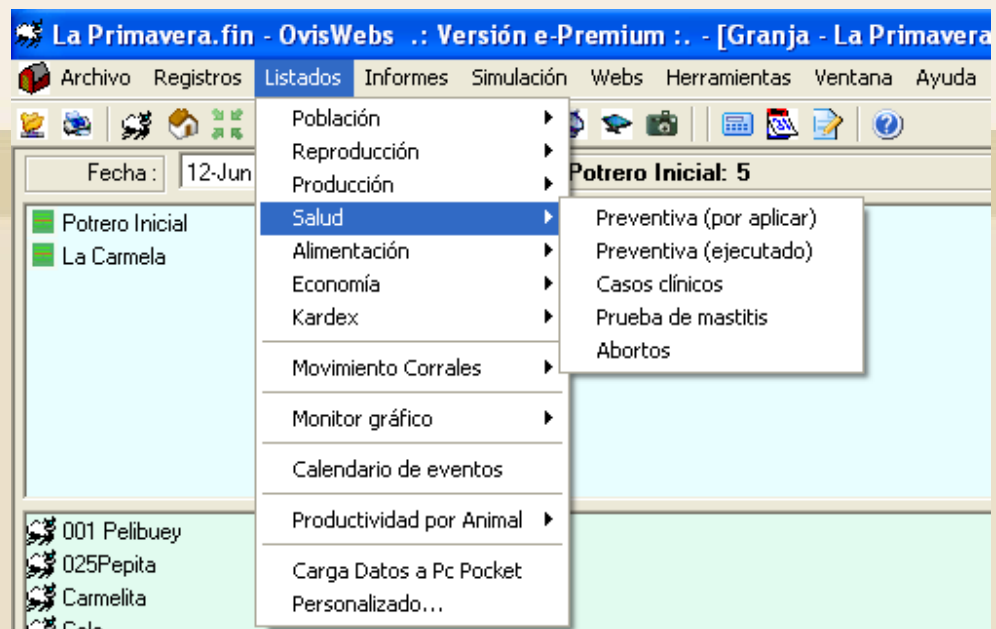 La Primavera.fin - OvisWebs .: Versión e-Premium :. - [Granja - La Primavera
Archivo Registros Listados Informes Simulación Webs Herramientas Ventana Ayuda
Fecha : 12-Jun
Potrero Inicial: 5
Potrero Inicial
La Carmela
Población
Reproducción
Producción
Salud
Alimentación
Economía
Kardex
Movimiento Corrales
Monitor gráfico
Calendario de eventos
Productividad por Animal
Carga Datos a Pc Pocket
Personalizado...
Preventiva (por aplicar)
Preventiva (ejecutado)
Casos clínicos
Prueba de mastitis
Abortos
001 Pelibuey
025Pepita
Carmelita